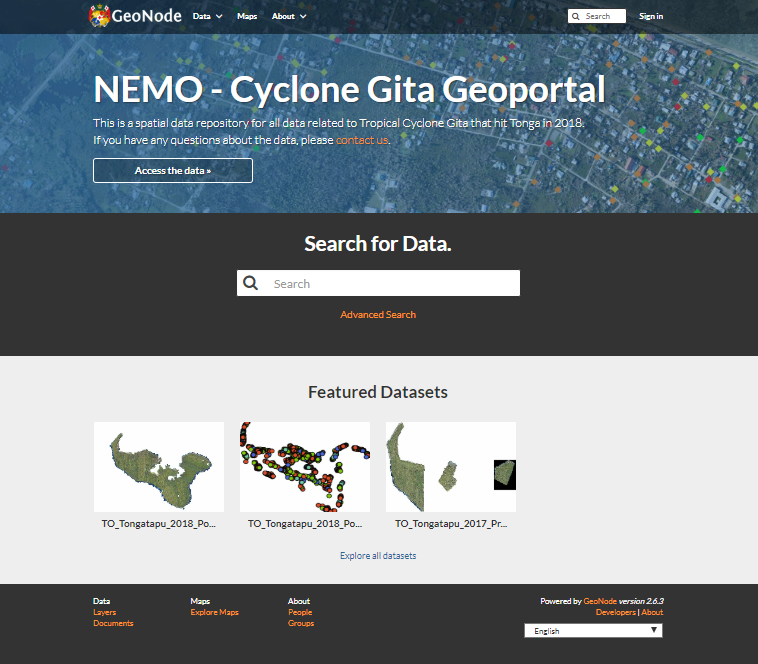 GeoNode Data Maps About Search Sign in
NEMO - Cyclone Gita Geoportal
This is a spatial data repository for all data related to Tropical Cyclone Gita that hit Tonga in 2018.
If you have any questions about the data, please contact us.
Access the data »
Search for Data.
Search
Advanced Search
Featured Datasets
TO_Tongatapu_2018_Po... TO_Tongatapu_2018_Po... TO_Tongatapu_2017_Pr...
Explore all datasets
Data Maps About Powered by GeoNode version 2.6.3
Layers Explore Maps People Developers | About
Documents Groups
English